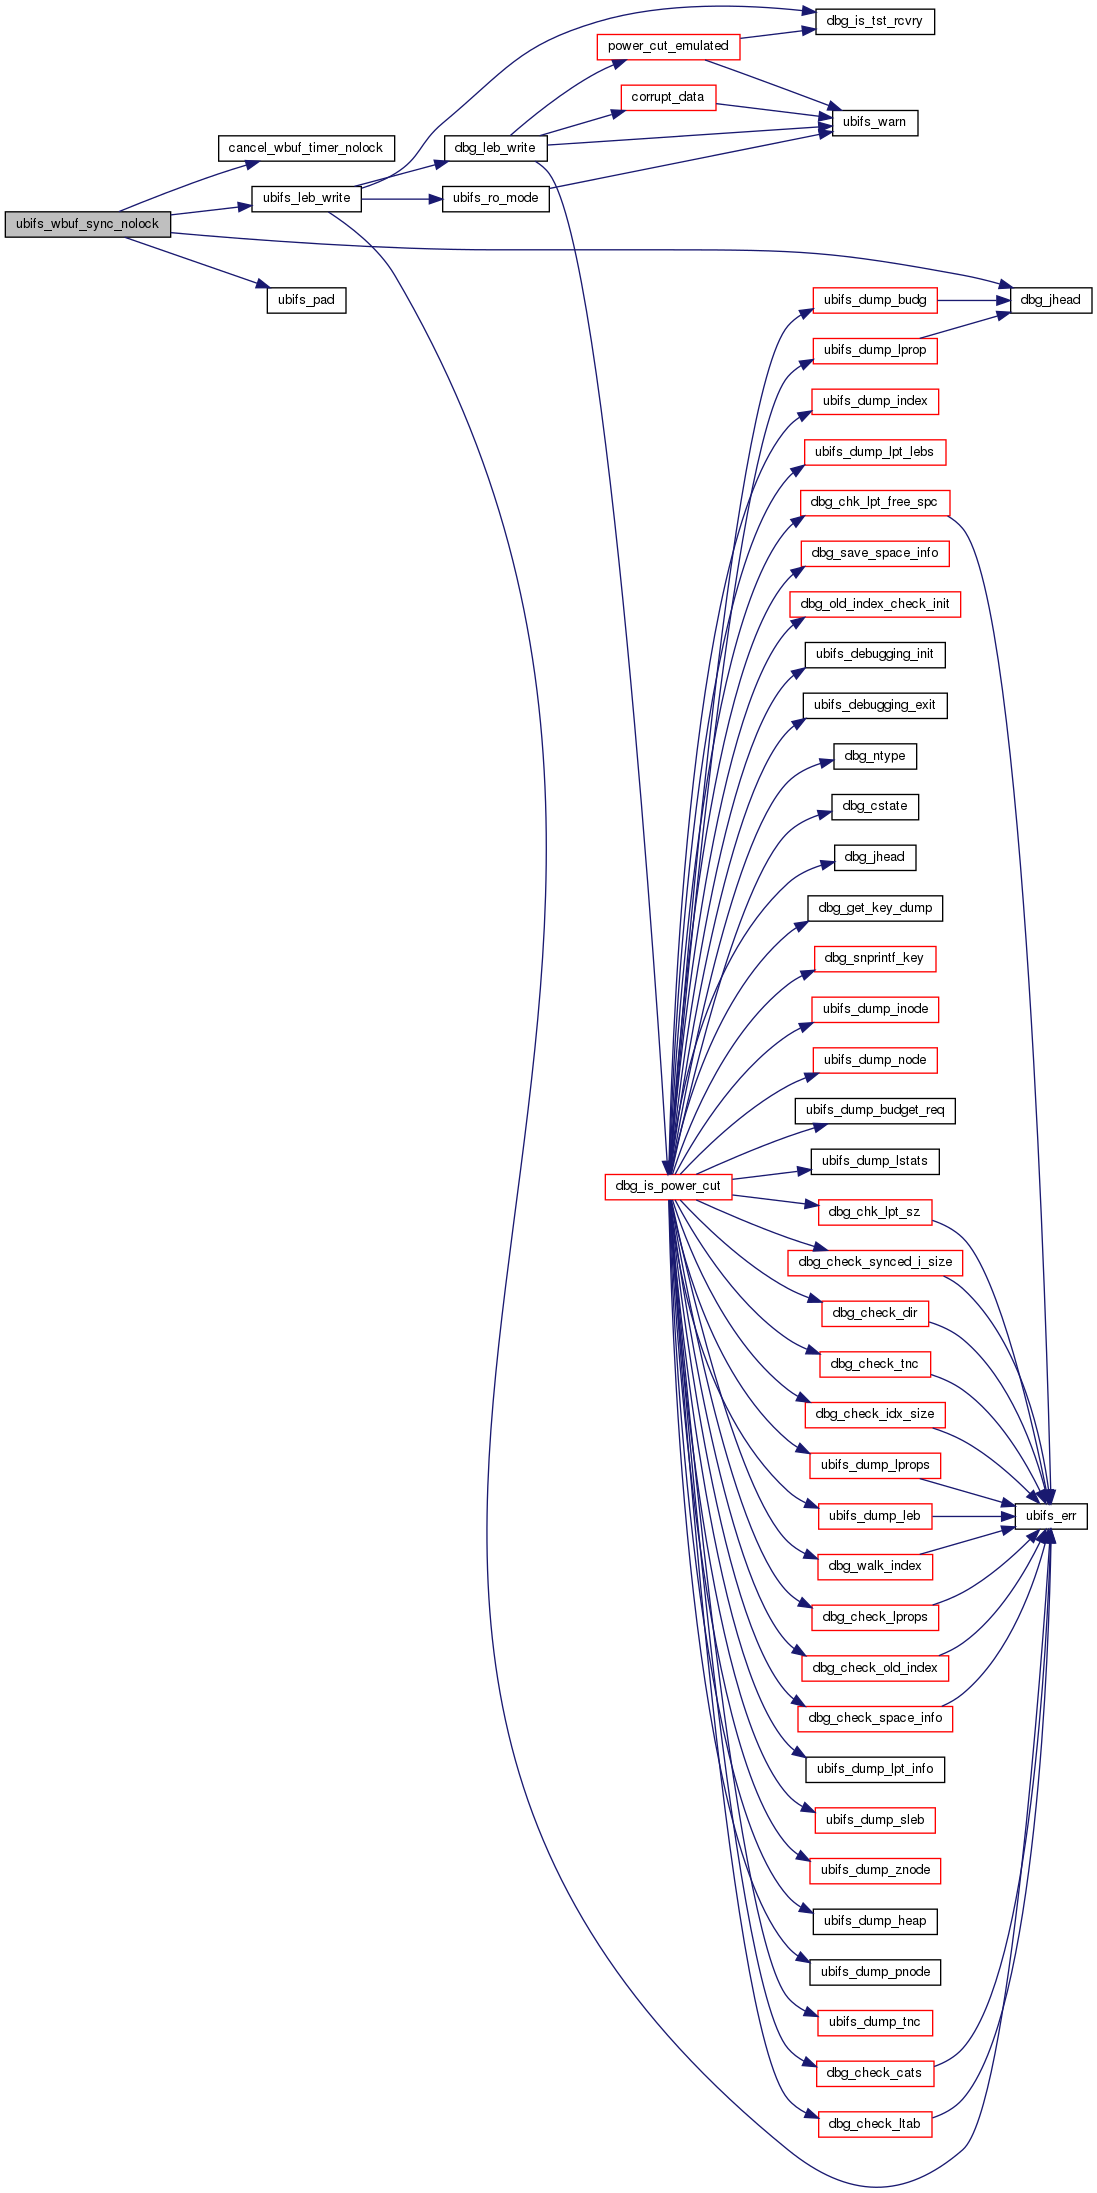 dbg_is_tst_rcvry
power_cut_emulated
corrupt_data
ubifs_warn
cancel_wbuf_timer_nolock
dbg_leb_write
ubifs_leb_write
ubifs_ro_mode
ubifs_wbuf_sync_nolock
ubifs_pad
ubifs_dump_budg
dbg_jhead
ubifs_dump_lprop
ubifs_dump_index
ubifs_dump_lpt_lebs
dbg_chk_lpt_free_spc
dbg_save_space_info
dbg_old_index_check_init
ubifs_debugging_init
ubifs_debugging_exit
dbg_ntype
dbg_cstate
dbg_jhead
dbg_get_key_dump
dbg_snprintf_key
ubifs_dump_inode
ubifs_dump_node
ubifs_dump_budget_req
ubifs_dump_lstats
dbg_is_power_cut
dbg_chk_lpt_sz
dbg_check_synced_i_size
dbg_check_dir
dbg_check_tnc
dbg_check_idx_size
ubifs_dump_lprops
ubifs_dump_leb
ubifs_err
dbg_walk_index
dbg_check_lprops
dbg_check_old_index
dbg_check_space_info
ubifs_dump_lpt_info
ubifs_dump_sleb
ubifs_dump_znode
ubifs_dump_heap
ubifs_dump_pnode
ubifs_dump_tnc
dbg_check_cats
dbg_check_ltab